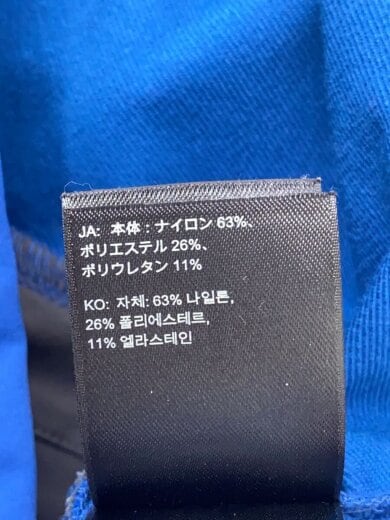 JA: 本体：ナイロン 63%、
ポリエステル 26%、
ポリウレタン 11%
KO: 자체: 63% 나일론,
26% 폴리에스테르,
11% 엘라스테인